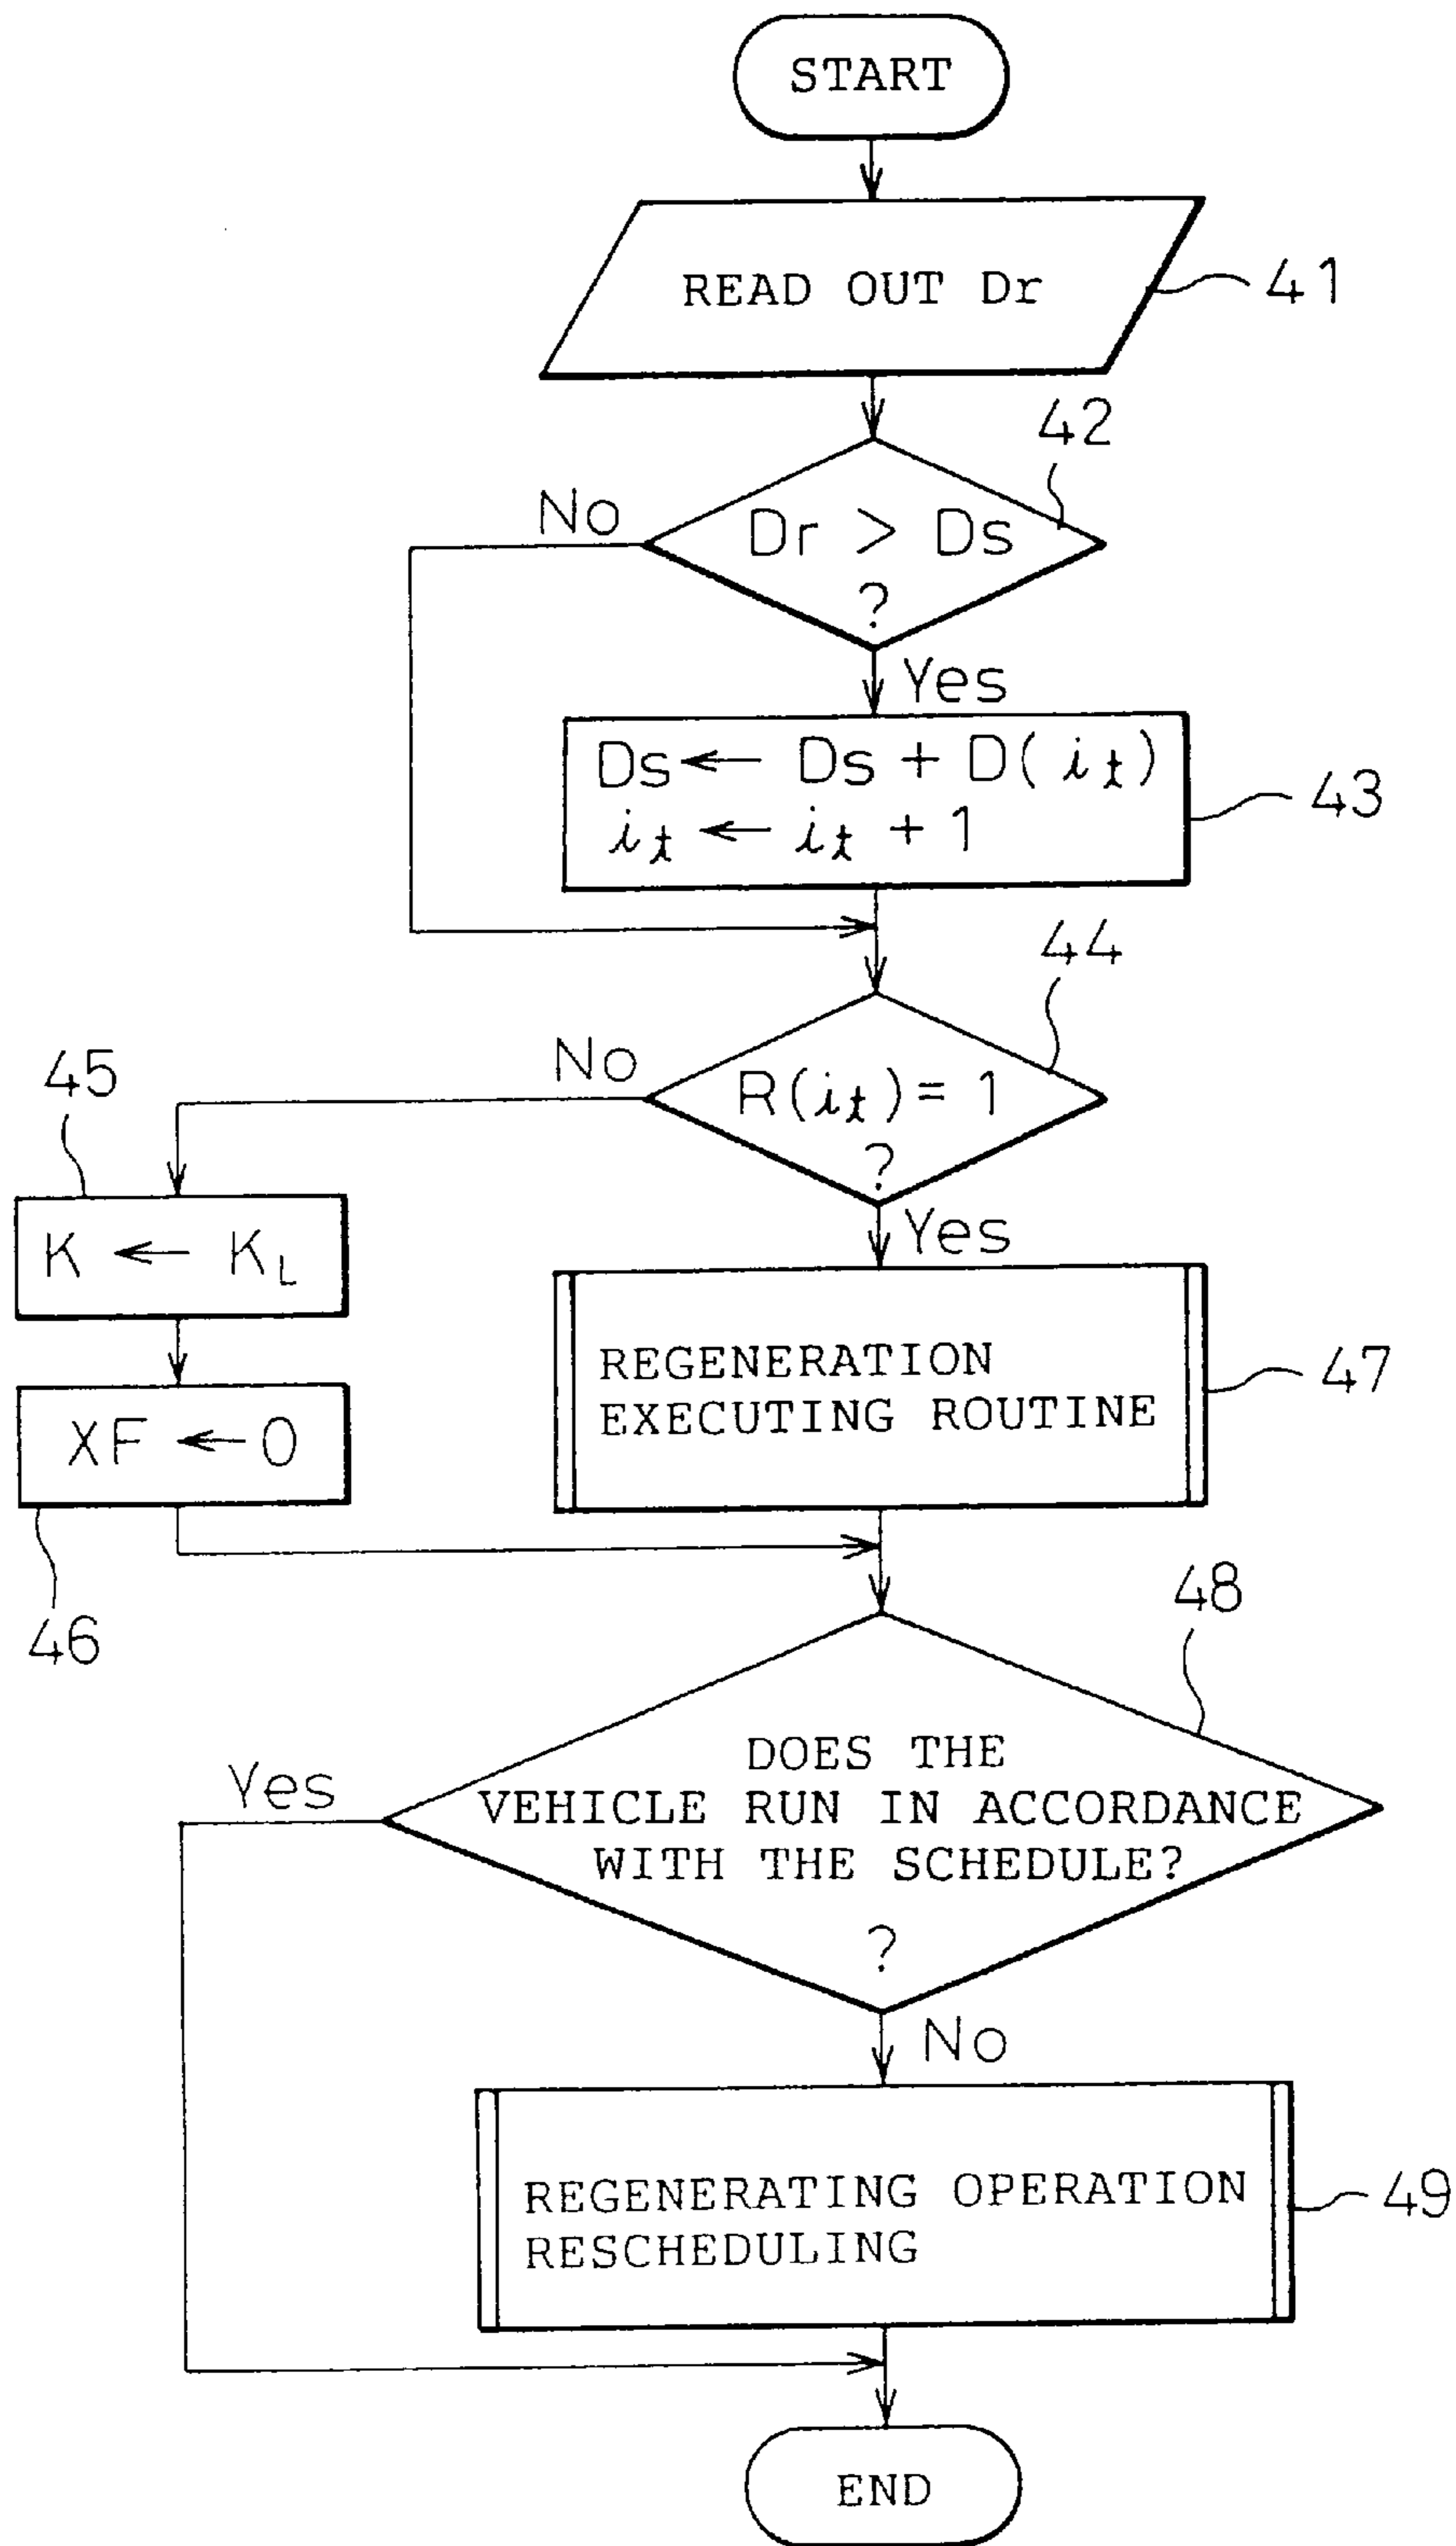 START
READ OUT Dr
41
42
No
Dr > Ds
?
Yes
Ds ← Ds + D(it)
it ← it + 1
43
44
No
R(it) = 1
?
Yes
45
K ← KL
XF ← 0
46
REGENERATION
EXECUTING ROUTINE
47
48
Yes
DOES THE
VEHICLE RUN IN ACCORDANCE
WITH THE SCHEDULE?
?
No
REGENERATING OPERATION
RESCHEDULING
49
END